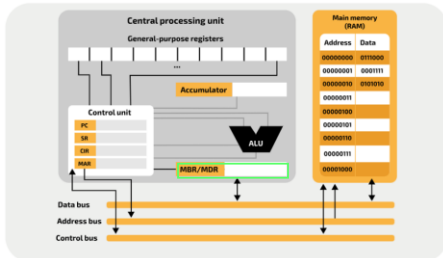 Central processing unit
General-purpose registers
...
Accumulator
Control unit
PC
SR
CIR
MAR
ALU
MBR/MDR
Main memory
(RAM)
Address Data
00000000 0111000
00000001 0001111
00000010 0101010
00000011
00000100
00000101
00000110
00000111
00001000
Data bus
Address bus
Control bus